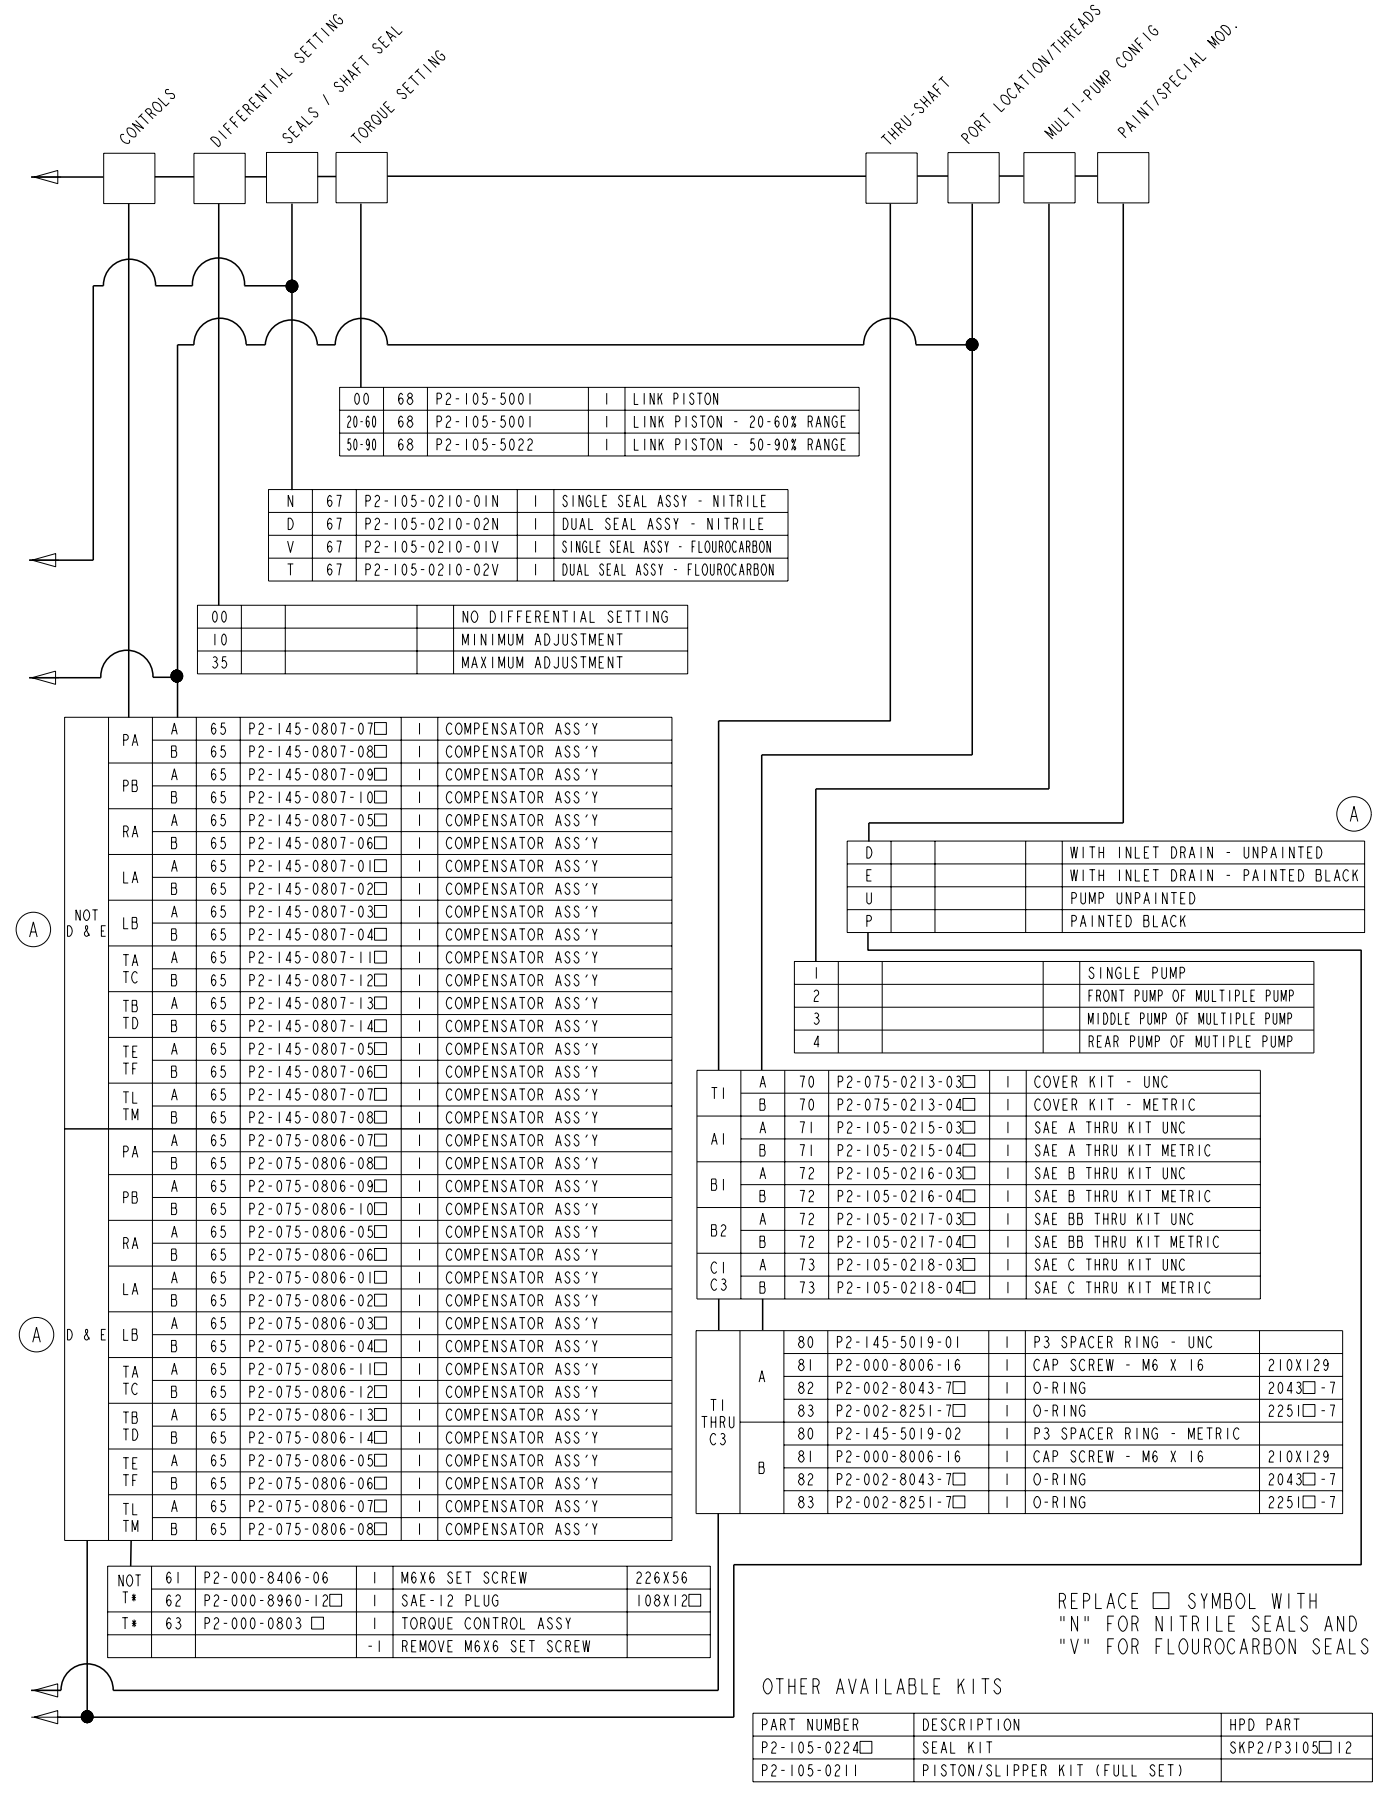 CONTROLS
DIFFERENTIAL SETTING
SEALS / SHAFT SEAL
TORQUE SETTING
THRU-SHAFT
PORT LOCATION/THREADS
MULTI-PUMP CONFIG
PAINT/SPECIAL MOD.
00 68 P2-105-5001 1 LINK PISTON
20-60 68 P2-105-5001 1 LINK PISTON - 20-60% RANGE
50-90 68 P2-105-5022 1 LINK PISTON - 50-90% RANGE
N 67 P2-105-0210-01N 1 SINGLE SEAL ASSY - NITRILE
D 67 P2-105-0210-02N 1 DUAL SEAL ASSY - NITRILE
V 67 P2-105-0210-01V 1 SINGLE SEAL ASSY - FLOUROCARBON
T 67 P2-105-0210-02V 1 DUAL SEAL ASSY - FLOUROCARBON
00 NO DIFFERENTIAL SETTING
10 MINIMUM ADJUSTMENT
35 MAXIMUM ADJUSTMENT
A
NOT
D & E
PA
A 65 P2-145-0807-07□ 1 COMPENSATOR ASS'Y
B 65 P2-145-0807-08□ 1 COMPENSATOR ASS'Y
PB
A 65 P2-145-0807-09□ 1 COMPENSATOR ASS'Y
B 65 P2-145-0807-10□ 1 COMPENSATOR ASS'Y
RA
A 65 P2-145-0807-05□ 1 COMPENSATOR ASS'Y
B 65 P2-145-0807-06□ 1 COMPENSATOR ASS'Y
LA
A 65 P2-145-0807-01□ 1 COMPENSATOR ASS'Y
B 65 P2-145-0807-02□ 1 COMPENSATOR ASS'Y
LB
A 65 P2-145-0807-03□ 1 COMPENSATOR ASS'Y
B 65 P2-145-0807-04□ 1 COMPENSATOR ASS'Y
TA
TC
A 65 P2-145-0807-11□ 1 COMPENSATOR ASS'Y
B 65 P2-145-0807-12□ 1 COMPENSATOR ASS'Y
TB
TD
A 65 P2-145-0807-13□ 1 COMPENSATOR ASS'Y
B 65 P2-145-0807-14□ 1 COMPENSATOR ASS'Y
TE
TF
A 65 P2-145-0807-05□ 1 COMPENSATOR ASS'Y
B 65 P2-145-0807-06□ 1 COMPENSATOR ASS'Y
TL
TM
A 65 P2-145-0807-07□ 1 COMPENSATOR ASS'Y
B 65 P2-145-0807-08□ 1 COMPENSATOR ASS'Y
A
D & E
PA
A 65 P2-075-0806-07□ 1 COMPENSATOR ASS'Y
B 65 P2-075-0806-08□ 1 COMPENSATOR ASS'Y
PB
A 65 P2-075-0806-09□ 1 COMPENSATOR ASS'Y
B 65 P2-075-0806-10□ 1 COMPENSATOR ASS'Y
RA
A 65 P2-075-0806-05□ 1 COMPENSATOR ASS'Y
B 65 P2-075-0806-06□ 1 COMPENSATOR ASS'Y
LA
A 65 P2-075-0806-01□ 1 COMPENSATOR ASS'Y
B 65 P2-075-0806-02□ 1 COMPENSATOR ASS'Y
LB
A 65 P2-075-0806-03□ 1 COMPENSATOR ASS'Y
B 65 P2-075-0806-04□ 1 COMPENSATOR ASS'Y
TA
TC
A 65 P2-075-0806-11□ 1 COMPENSATOR ASS'Y
B 65 P2-075-0806-12□ 1 COMPENSATOR ASS'Y
TB
TD
A 65 P2-075-0806-13□ 1 COMPENSATOR ASS'Y
B 65 P2-075-0806-14□ 1 COMPENSATOR ASS'Y
TE
TF
A 65 P2-075-0806-05□ 1 COMPENSATOR ASS'Y
B 65 P2-075-0806-06□ 1 COMPENSATOR ASS'Y
TL
TM
A 65 P2-075-0806-07□ 1 COMPENSATOR ASS'Y
B 65 P2-075-0806-08□ 1 COMPENSATOR ASS'Y
NOT
T*
61 P2-000-8406-06 1 M6X6 SET SCREW 226X56
62 P2-000-8960-12□ 1 SAE-12 PLUG 108X12□
T* 63 P2-000-0803 □ 1 TORQUE CONTROL ASSY
-1 REMOVE M6X6 SET SCREW
A
D WITH INLET DRAIN - UNPAINTED
E WITH INLET DRAIN - PAINTED BLACK
U PUMP UNPAINTED
P PAINTED BLACK
1 SINGLE PUMP
2 FRONT PUMP OF MULTIPLE PUMP
3 MIDDLE PUMP OF MULTIPLE PUMP
4 REAR PUMP OF MUTIPLE PUMP
T1
A 70 P2-075-0213-03□ 1 COVER KIT - UNC
B 70 P2-075-0213-04□ 1 COVER KIT - METRIC
A1
A 71 P2-105-0215-03□ 1 SAE A THRU KIT UNC
B 71 P2-105-0215-04□ 1 SAE A THRU KIT METRIC
B1
A 72 P2-105-0216-03□ 1 SAE B THRU KIT UNC
B 72 P2-105-0216-04□ 1 SAE B THRU KIT METRIC
B2
A 72 P2-105-0217-03□ 1 SAE BB THRU KIT UNC
B 72 P2-105-0217-04□ 1 SAE BB THRU KIT METRIC
C1
C3
A 73 P2-105-0218-03□ 1 SAE C THRU KIT UNC
B 73 P2-105-0218-04□ 1 SAE C THRU KIT METRIC
T1
THRU
C3
A
80 P2-145-5019-01 1 P3 SPACER RING - UNC
81 P2-000-8006-16 1 CAP SCREW - M6 X 16 210X129
82 P2-002-8043-7□ 1 O-RING 2043□-7
83 P2-002-8251-7□ 1 O-RING 2251□-7
B
80 P2-145-5019-02 1 P3 SPACER RING - METRIC
81 P2-000-8006-16 1 CAP SCREW - M6 X 16 210X129
82 P2-002-8043-7□ 1 O-RING 2043□-7
83 P2-002-8251-7□ 1 O-RING 2251□-7
REPLACE □ SYMBOL WITH
"N" FOR NITRILE SEALS AND
"V" FOR FLOUROCARBON SEALS
OTHER AVAILABLE KITS
PART NUMBER DESCRIPTION HPD PART
P2-105-0224□ SEAL KIT SKP2/P3105□12
P2-105-0211 PISTON/SLIPPER KIT (FULL SET)